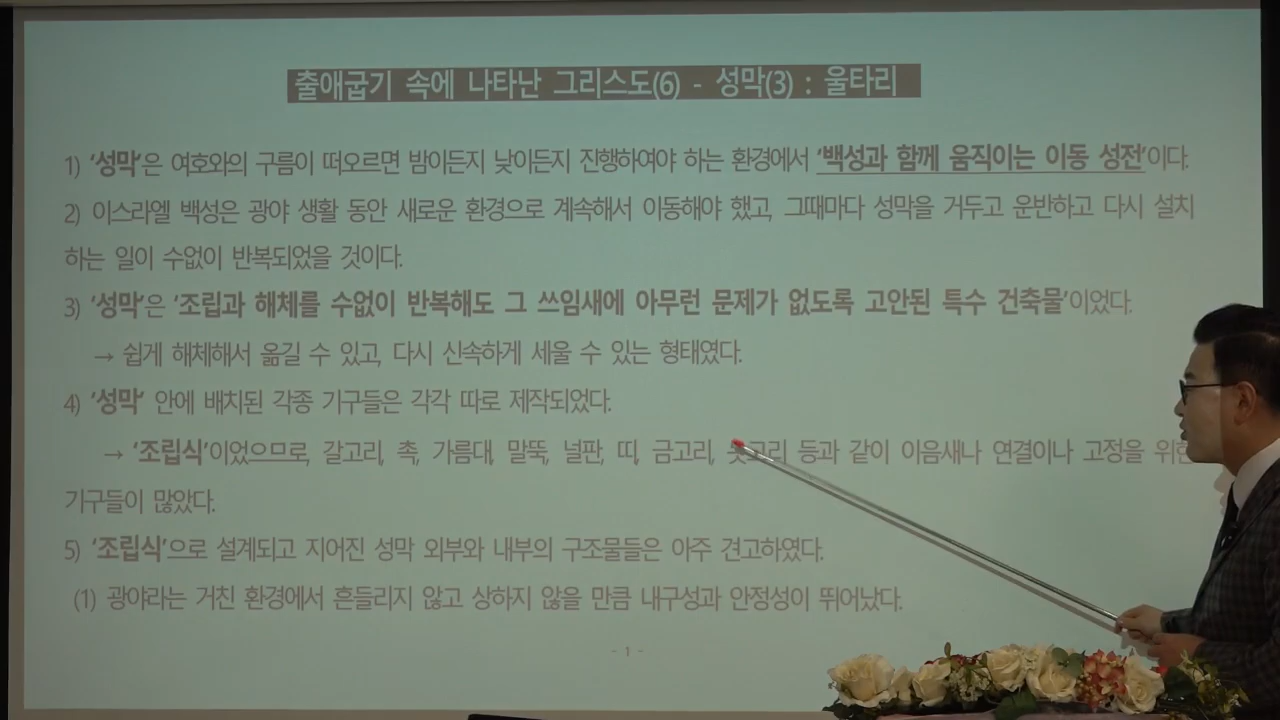 출애굽기 속에 나타난 그리스도(6) - 성막(3) : 울타리
1) '성막'은 여호와의 구름이 떠오르면 밤이든지 낮이든지 진행하여야 하는 환경에서 '백성과 함께 움직이는 이동 성전'이다.
2) 이스라엘 백성은 광야 생활 동안 새로운 환경으로 계속해서 이동해야 했고, 그때마다 성막을 거두고 운반하고 다시 설치
하는 일이 수없이 반복되었을 것이다.
3) '성막'은 '조립과 해체를 수없이 반복해도 그 쓰임새에 아무런 문제가 없도록 고안된 특수 건축물'이었다.
→ 쉽게 해체해서 옮길 수 있고, 다시 신속하게 세울 수 있는 형태였다.
4) '성막' 안에 배치된 각종 기구들은 각각 따로 제작되었다.
→ '조립식'이었으므로, 갈고리, 촉, 가름대, 말뚝, 널판, 띠, 금고리, 등과 같이 이음새나 연결이나 고정을 위한
기구들이 많았다.
5) '조립식'으로 설계되고 지어진 성막 외부와 내부의 구조물들은 아주 견고하였다.
(1) 광야라는 거친 환경에서 흔들리지 않고 상하지 않을 만큼 내구성과 안정성이 뛰어났다.
- 1 -